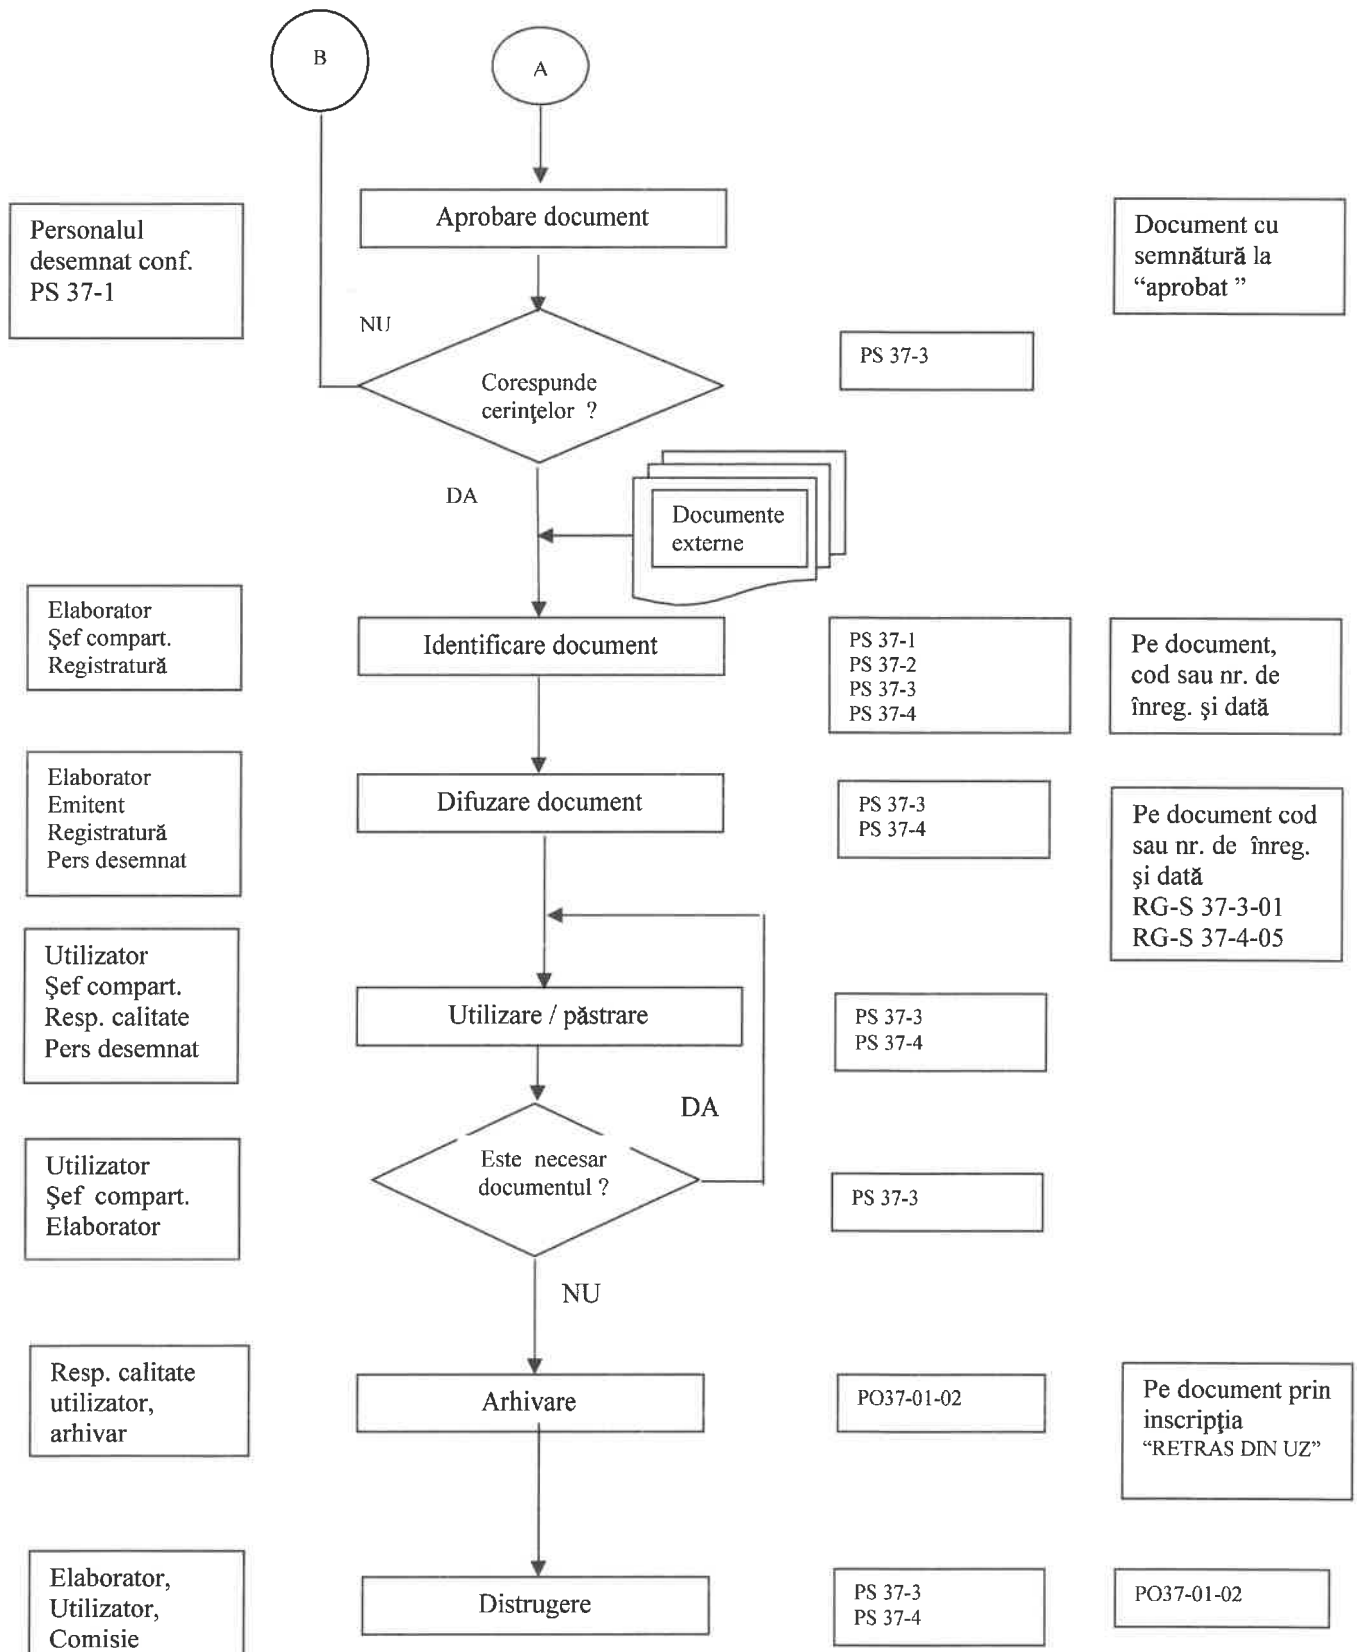 B
A
Aprobare document
Personalul
desemnat conf.
PS 37-1
Document cu
semnătură la
“aprobat ”
NU
PS 37-3
Corespunde
cerinţelor ?
DA
Documente
externe
Elaborator
Şef compart.
Registratură
Identificare document
PS 37-1
PS 37-2
PS 37-3
PS 37-4
Pe document,
cod sau nr. de
înreg. şi dată
Elaborator
Emitent
Registratură
Pers desemnat
Difuzare document
PS 37-3
PS 37-4
Pe document cod
sau nr. de înreg.
şi dată
RG-S 37-3-01
RG-S 37-4-05
Utilizator
Şef compart.
Resp. calitate
Pers desemnat
Utilizare / păstrare
PS 37-3
PS 37-4
DA
Utilizator
Şef compart.
Elaborator
Este necesar
documentul ?
PS 37-3
NU
Resp. calitate
utilizator,
arhivar
Arhivare
PO37-01-02
Pe document prin
inscripţia
“RETRAS DIN UZ”
Elaborator,
Utilizator,
Comisie
Distrugere
PS 37-3
PS 37-4
PO37-01-02